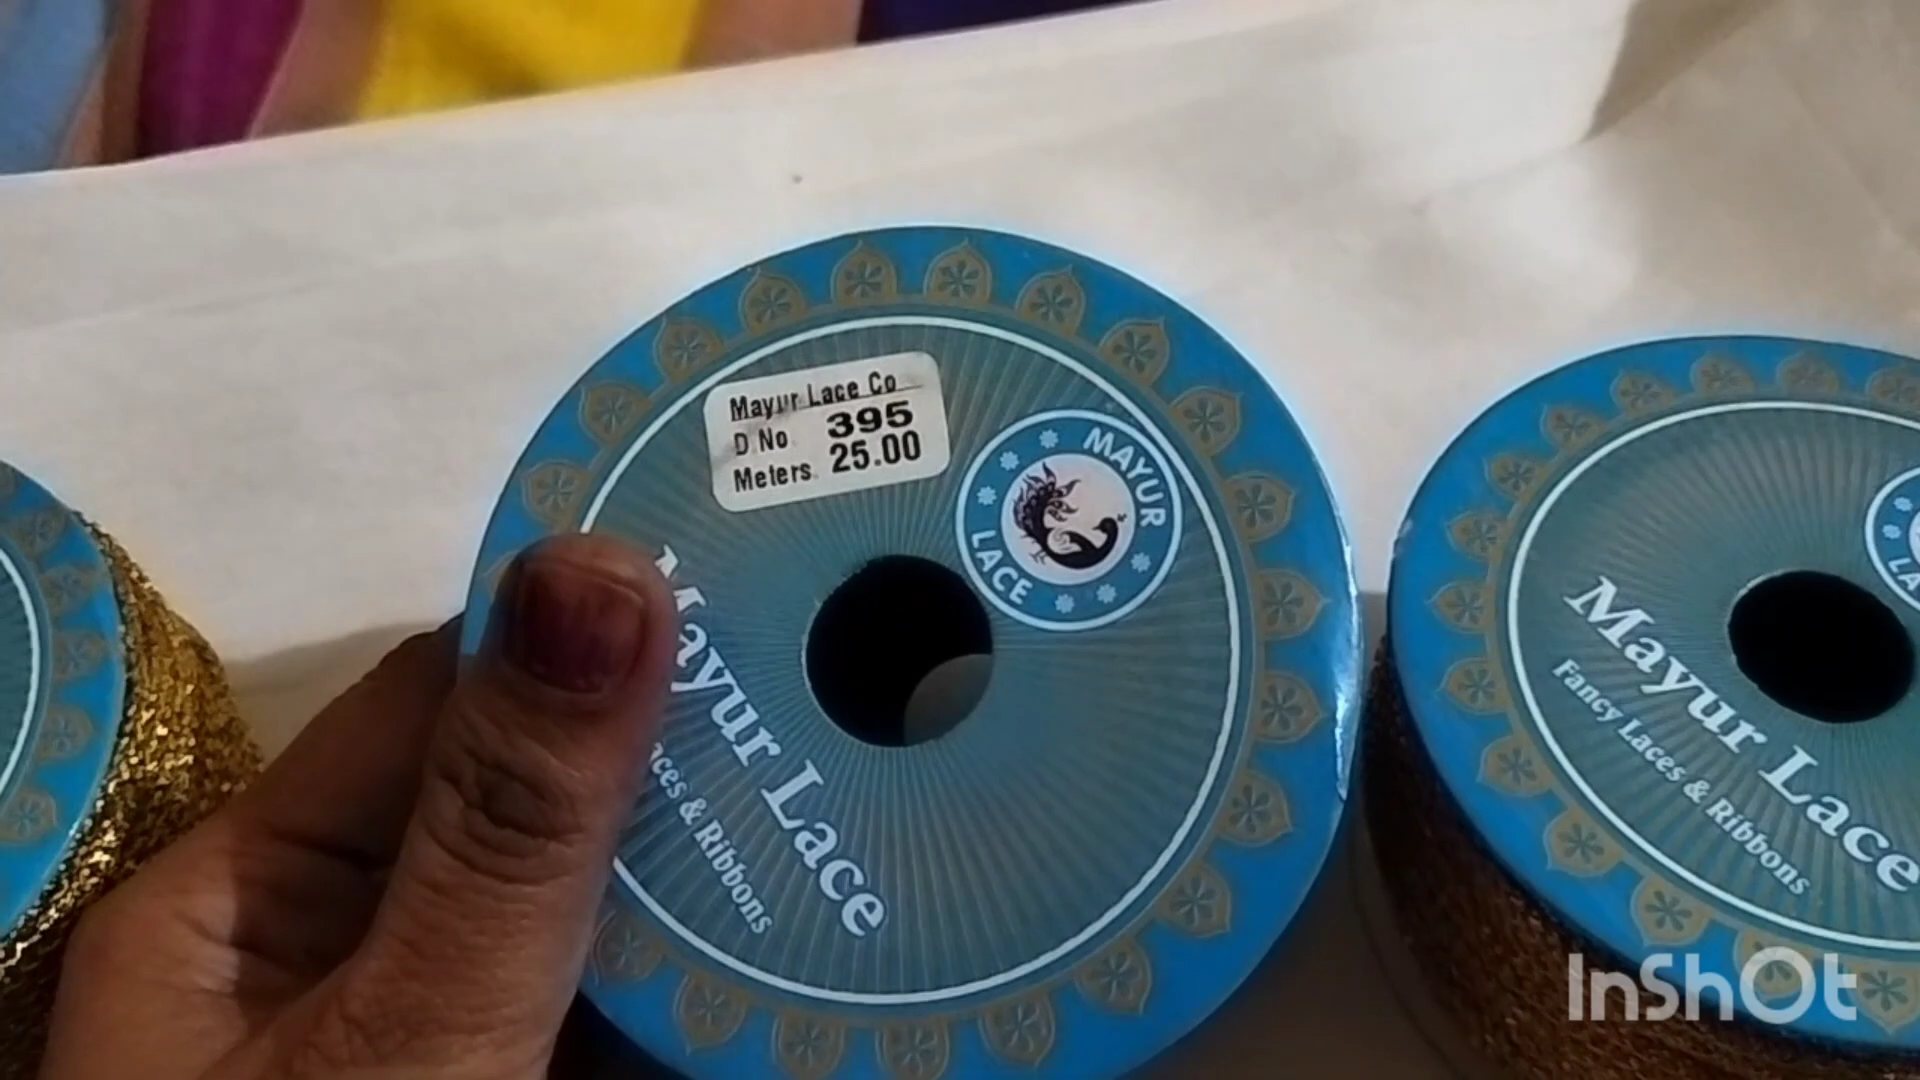 Mayur Lace Co
D No. 395
Meters. 25.00
MAYUR
LACE
Mayur Lace
aces & Ribbons
Mayur Lace
Fancy Laces & Ribbons
LA
InShOt